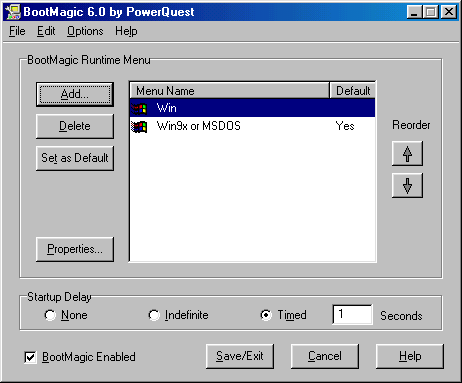 BootMagic 6.0 by PowerQuest
File Edit Options Help
BootMagic Runtime Menu
Add...
Delete
Set as Default
Properties...
Menu Name Default
Win
Win9x or MSDOS Yes
Reorder
Startup Delay
None Indefinite Timed 1 Seconds
BootMagic Enabled
Save/Exit Cancel Help